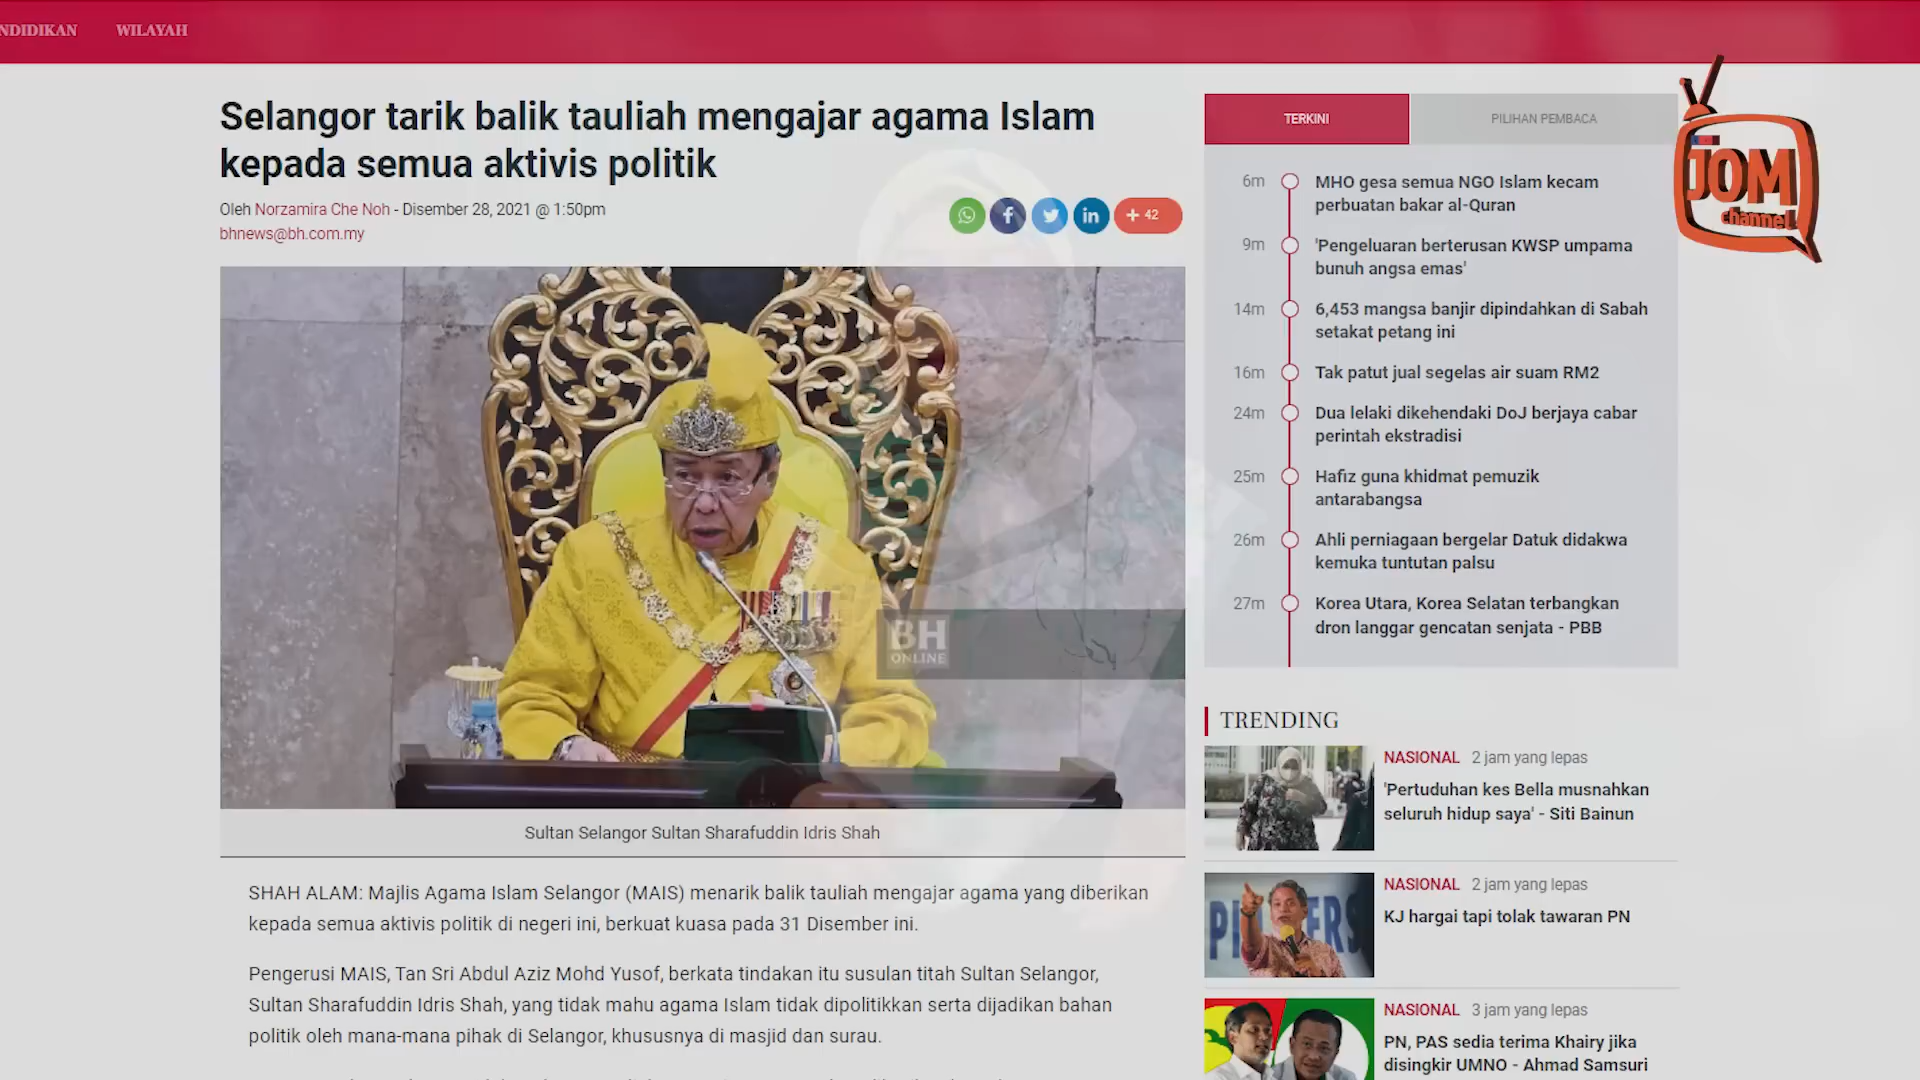 NDIDIKAN WILAYAH
Selangor tarik balik tauliah mengajar agama Islam
kepada semua aktivis politik
Oleh Norzamira Che Noh - Disember 28, 2021 @ 1:50pm
bhnews@bh.com.my
+ 42
BH
ONLINE
Sultan Selangor Sultan Sharafuddin Idris Shah
SHAH ALAM: Majlis Agama Islam Selangor (MAIS) menarik balik tauliah mengajar agama yang diberikan
kepada semua aktivis politik di negeri ini, berkuat kuasa pada 31 Disember ini.
Pengerusi MAIS, Tan Sri Abdul Aziz Mohd Yusof, berkata tindakan itu susulan titah Sultan Selangor,
Sultan Sharafuddin Idris Shah, yang tidak mahu agama Islam tidak dipolitikkan serta dijadikan bahan
politik oleh mana-mana pihak di Selangor, khususnya di masjid dan surau.
TERKINI PILIHAN PEMBACA
JOM
channel
6m MHO gesa semua NGO Islam kecam
perbuatan bakar al-Quran
9m 'Pengeluaran berterusan KWSP umpama
bunuh angsa emas'
14m 6,453 mangsa banjir dipindahkan di Sabah
setakat petang ini
16m Tak patut jual segelas air suam RM2
24m Dua lelaki dikehendaki DoJ berjaya cabar
perintah ekstradisi
25m Hafiz guna khidmat pemuzik
antarabangsa
26m Ahli perniagaan bergelar Datuk didakwa
kemuka tuntutan palsu
27m Korea Utara, Korea Selatan terbangkan
dron langgar gencatan senjata - PBB
TRENDING
NASIONAL 2 jam yang lepas
'Pertuduhan kes Bella musnahkan
seluruh hidup saya' - Siti Bainun
NASIONAL 2 jam yang lepas
KJ hargai tapi tolak tawaran PN
NASIONAL 3 jam yang lepas
PN, PAS sedia terima Khairy jika
disingkir UMNO - Ahmad Samsuri